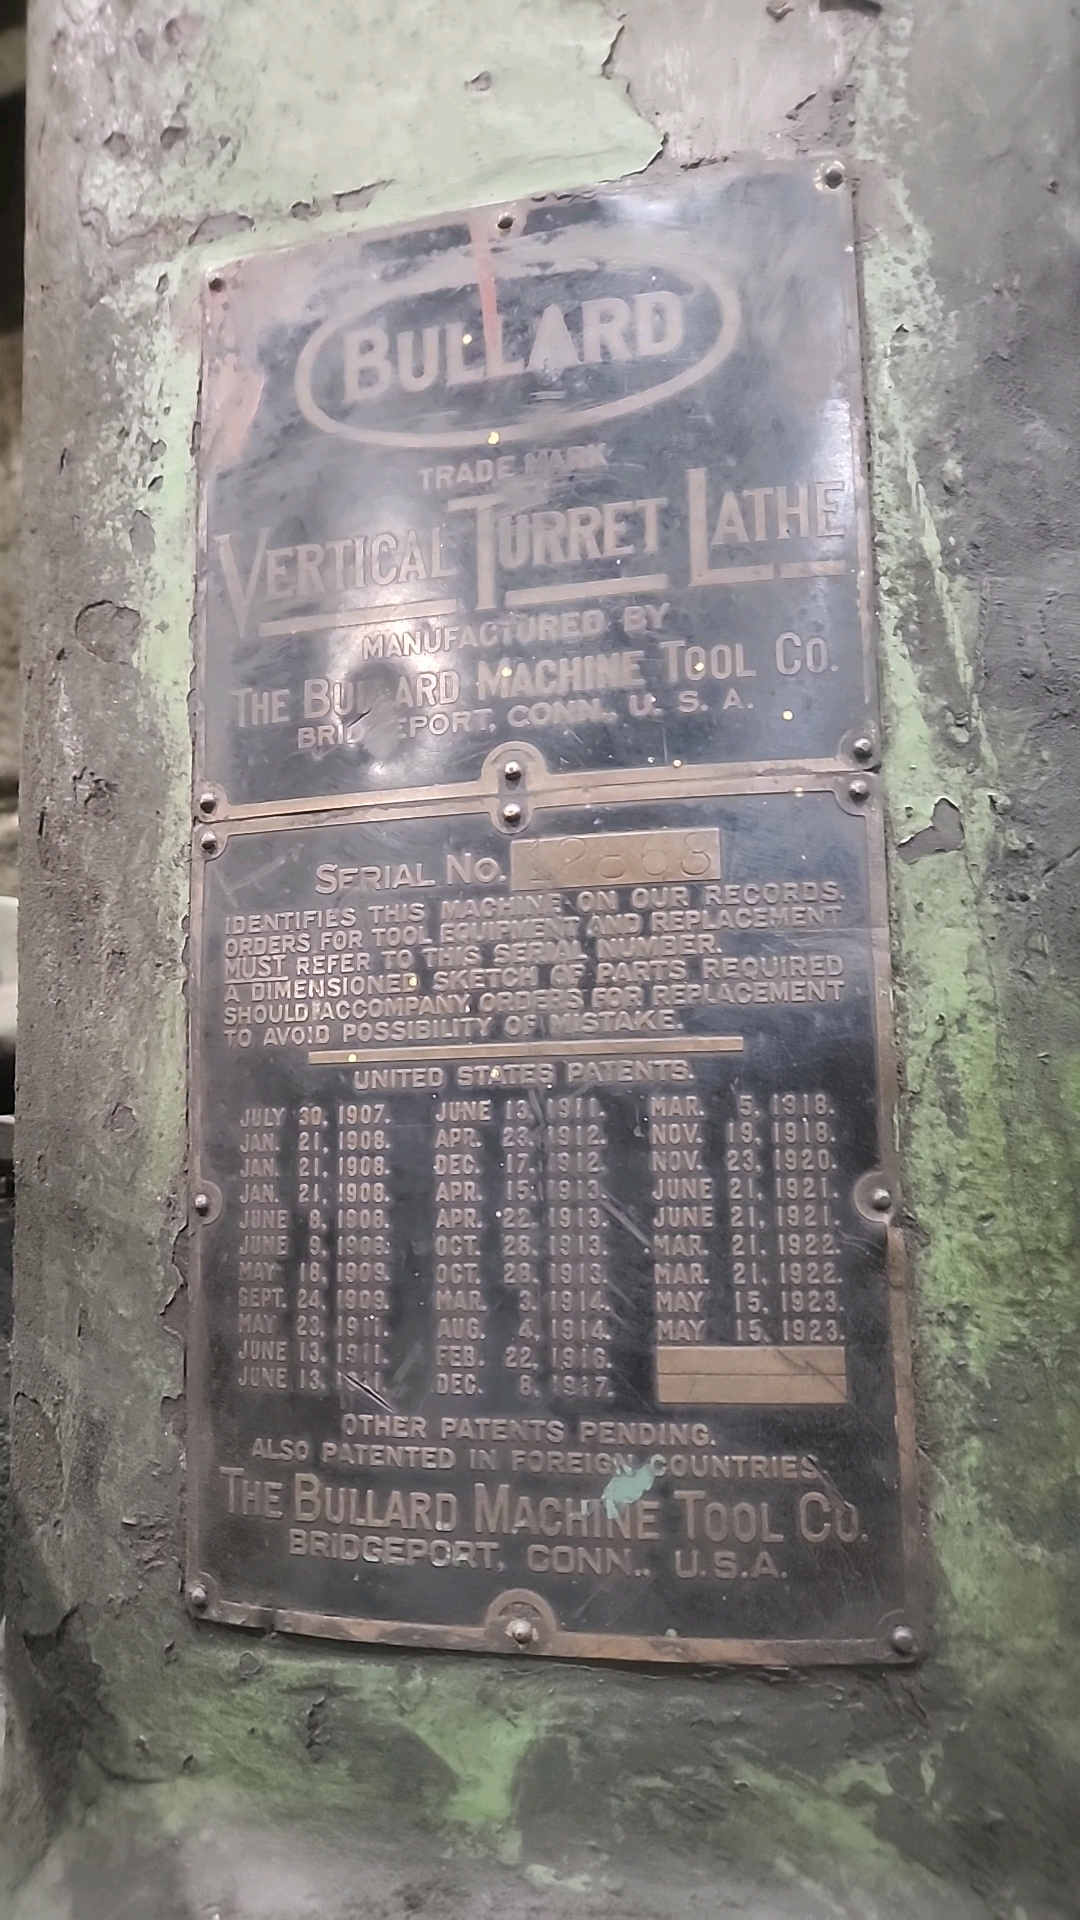 BULLARD
TRADE MARK
VERTICAL TURRET LATHE
MANUFACTURED BY
THE BULLARD MACHINE TOOL CO.
BRIDGEPORT, CONN., U. S. A.
SERIAL NO.
IDENTIFIES THIS MACHINE ON OUR RECORDS.
ORDERS FOR TOOL EQUIPMENT AND REPLACEMENT
MUST REFER TO THIS SERIAL NUMBER.
A DIMENSIONED SKETCH OF PARTS REQUIRED
SHOULD ACCOMPANY ORDERS FOR REPLACEMENT
TO AVOID POSSIBILITY OF MISTAKE.
UNITED STATES PATENTS.
JULY 30, 1907. JUNE 13, 1911. MAR. 5, 1918.
JAN. 21, 1908. APR. 23, 1912. NOV. 19, 1918.
JAN. 21, 1908. DEC. 17, 1912. NOV. 23, 1920.
JAN. 21, 1908. APR. 15, 1913. JUNE 21, 1921.
JUNE 8, 1908. APR. 22, 1913. JUNE 21, 1921.
JUNE 9, 1908. OCT. 28, 1913. MAR. 21, 1922.
MAY 18, 1909. OCT. 28, 1913. MAR. 21, 1922.
SEPT. 24, 1909. MAR. 3, 1914. MAY 15, 1923.
MAY 23, 1911. AUG. 4, 1914. MAY 15, 1923.
JUNE 13, 1911. FEB. 22, 1916.
JUNE 13, 1911. DEC. 8, 1917.
OTHER PATENTS PENDING.
ALSO PATENTED IN FOREIGN COUNTRIES
THE BULLARD MACHINE TOOL CO.
BRIDGEPORT, CONN., U.S.A.